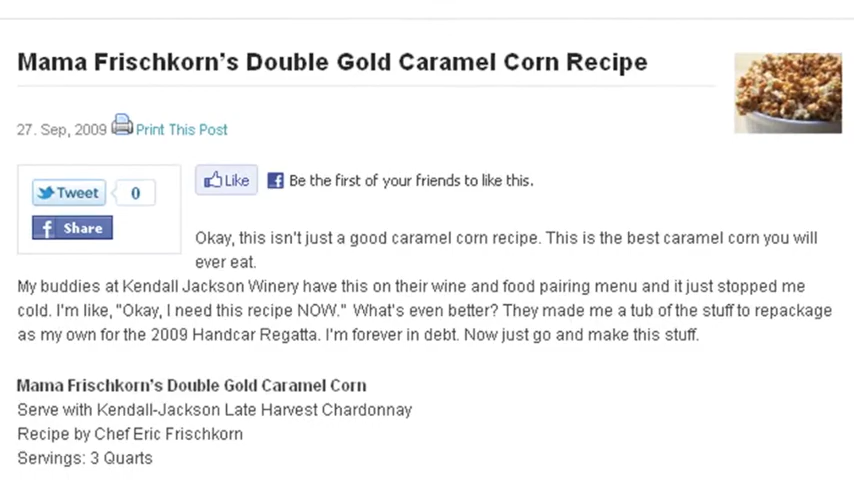 Mama Frischkorn's Double Gold Caramel Corn Recipe
27. Sep, 2009 Print This Post
Tweet 0
Like Be the first of your friends to like this.
Share
Okay, this isn't just a good caramel corn recipe. This is the best caramel corn you will
ever eat.
My buddies at Kendall Jackson Winery have this on their wine and food pairing menu and it just stopped me
cold. I'm like, "Okay, I need this recipe NOW." What's even better? They made me a tub of the stuff to repackage
as my own for the 2009 Handcar Regatta. I'm forever in debt. Now just go and make this stuff.
Mama Frischkorn's Double Gold Caramel Corn
Serve with Kendall-Jackson Late Harvest Chardonnay
Recipe by Chef Eric Frischkorn
Servings: 3 Quarts